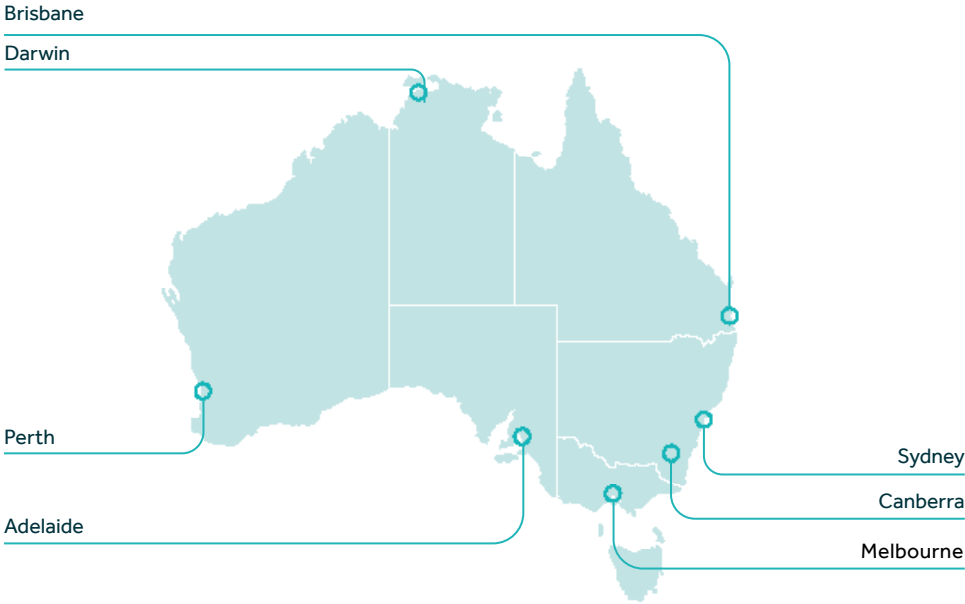 Brisbane
Darwin
Perth
Adelaide
Sydney
Canberra
Melbourne